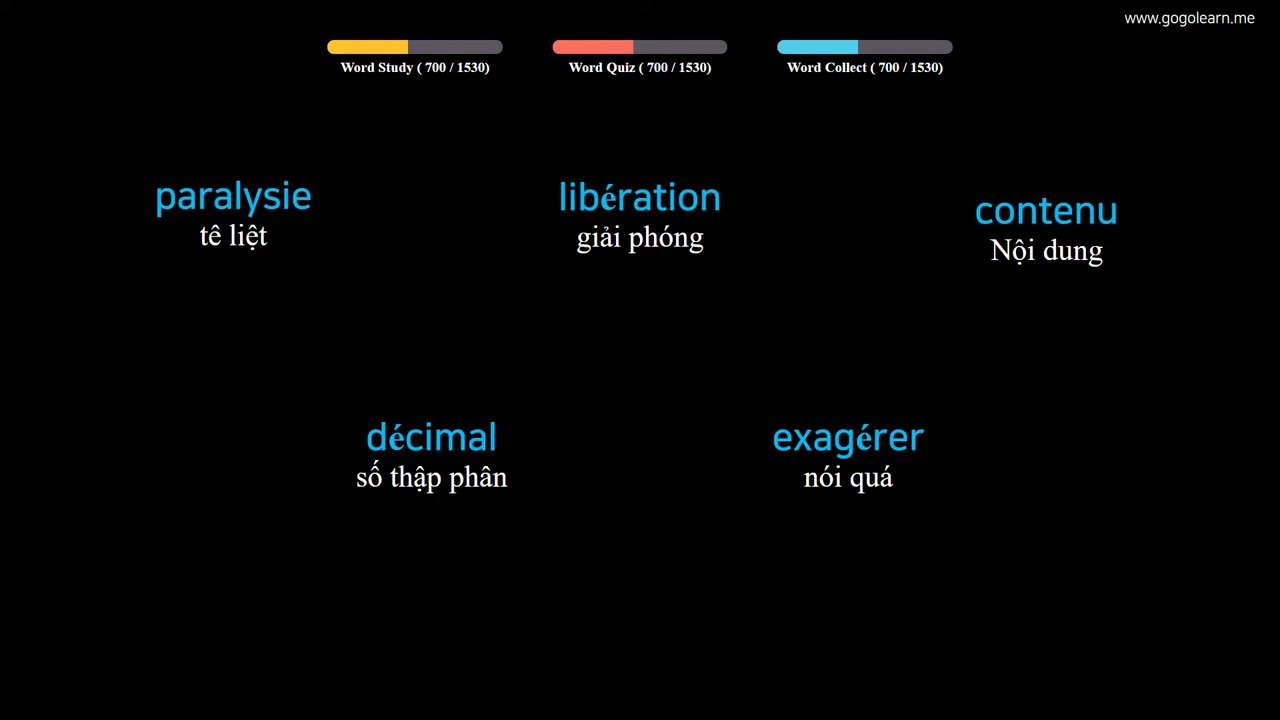 www.gogolearn.me
Word Study ( 700 / 1530)
Word Quiz ( 700 / 1530)
Word Collect ( 700 / 1530)
paralysie
tê liệt
libération
giải phóng
contenu
Nội dung
décimal
số thập phân
exagérer
nói quá